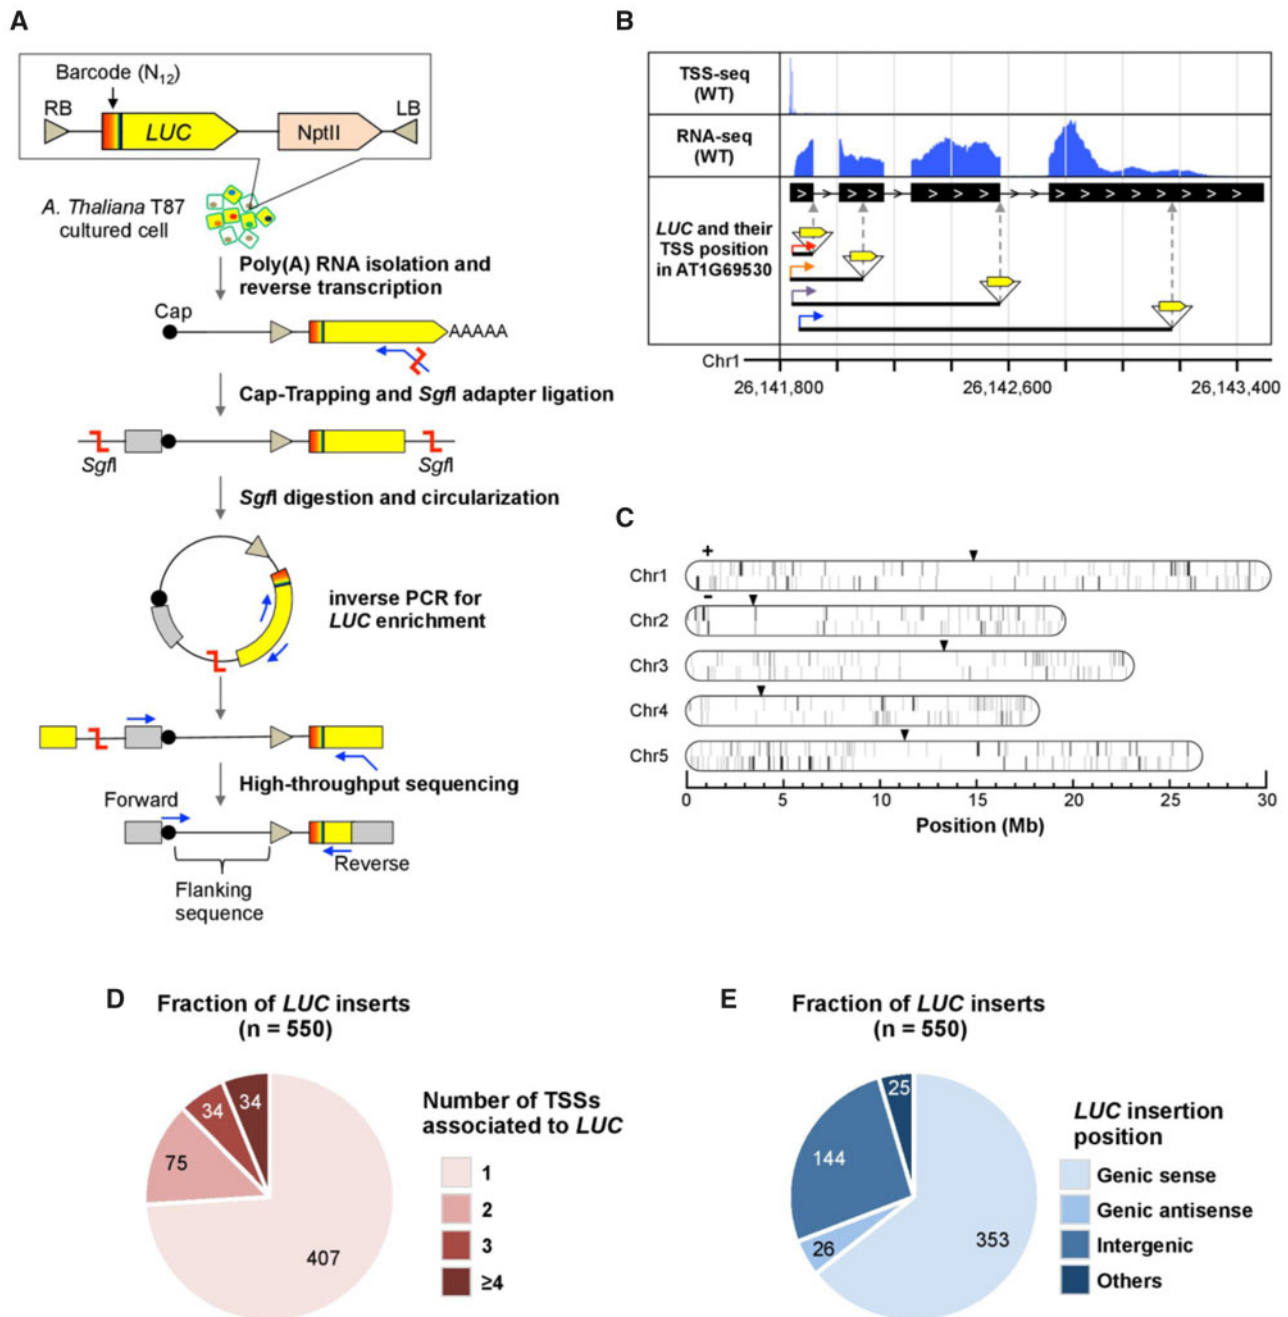 A
Barcode (N12)
RB
LB
LUC
NptII
A. Thaliana T87
cultured cell
Poly(A) RNA isolation and
reverse transcription
Cap
AAAAA
Cap-Trapping and SgfI adapter ligation
SgfI
SgfI
SgfI digestion and circularization
inverse PCR for
LUC enrichment
High-throughput sequencing
Forward
Reverse
Flanking
sequence
B
TSS-seq
(WT)
RNA-seq
(WT)
LUC and their
TSS position
in AT1G69530
Chr1
26,141,800
26,142,600
26,143,400
C
+
Chr1
-
Chr2
Chr3
Chr4
Chr5
0 5 10 15 20 25 30
Position (Mb)
D
Fraction of LUC inserts
(n = 550)
34
34
75
407
Number of TSSs
associated to LUC
1
2
3
≥4
E
Fraction of LUC inserts
(n = 550)
25
144
26
353
LUC insertion
position
Genic sense
Genic antisense
Intergenic
Others